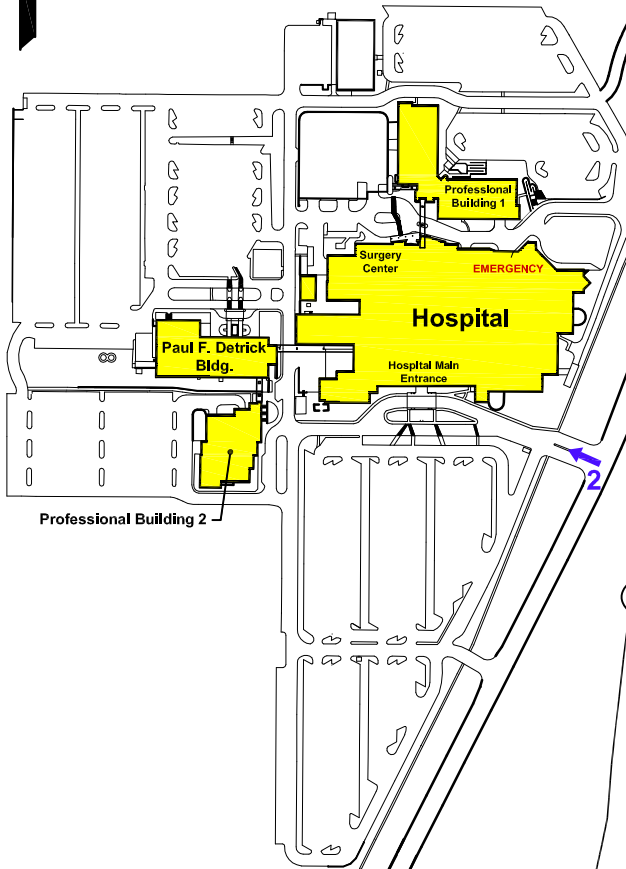 Professional
Building 1
Surgery
Center
EMERGENCY
Hospital
Paul F. Detrick
Bldg.
Hospital Main
Entrance
2
Professional Building 2